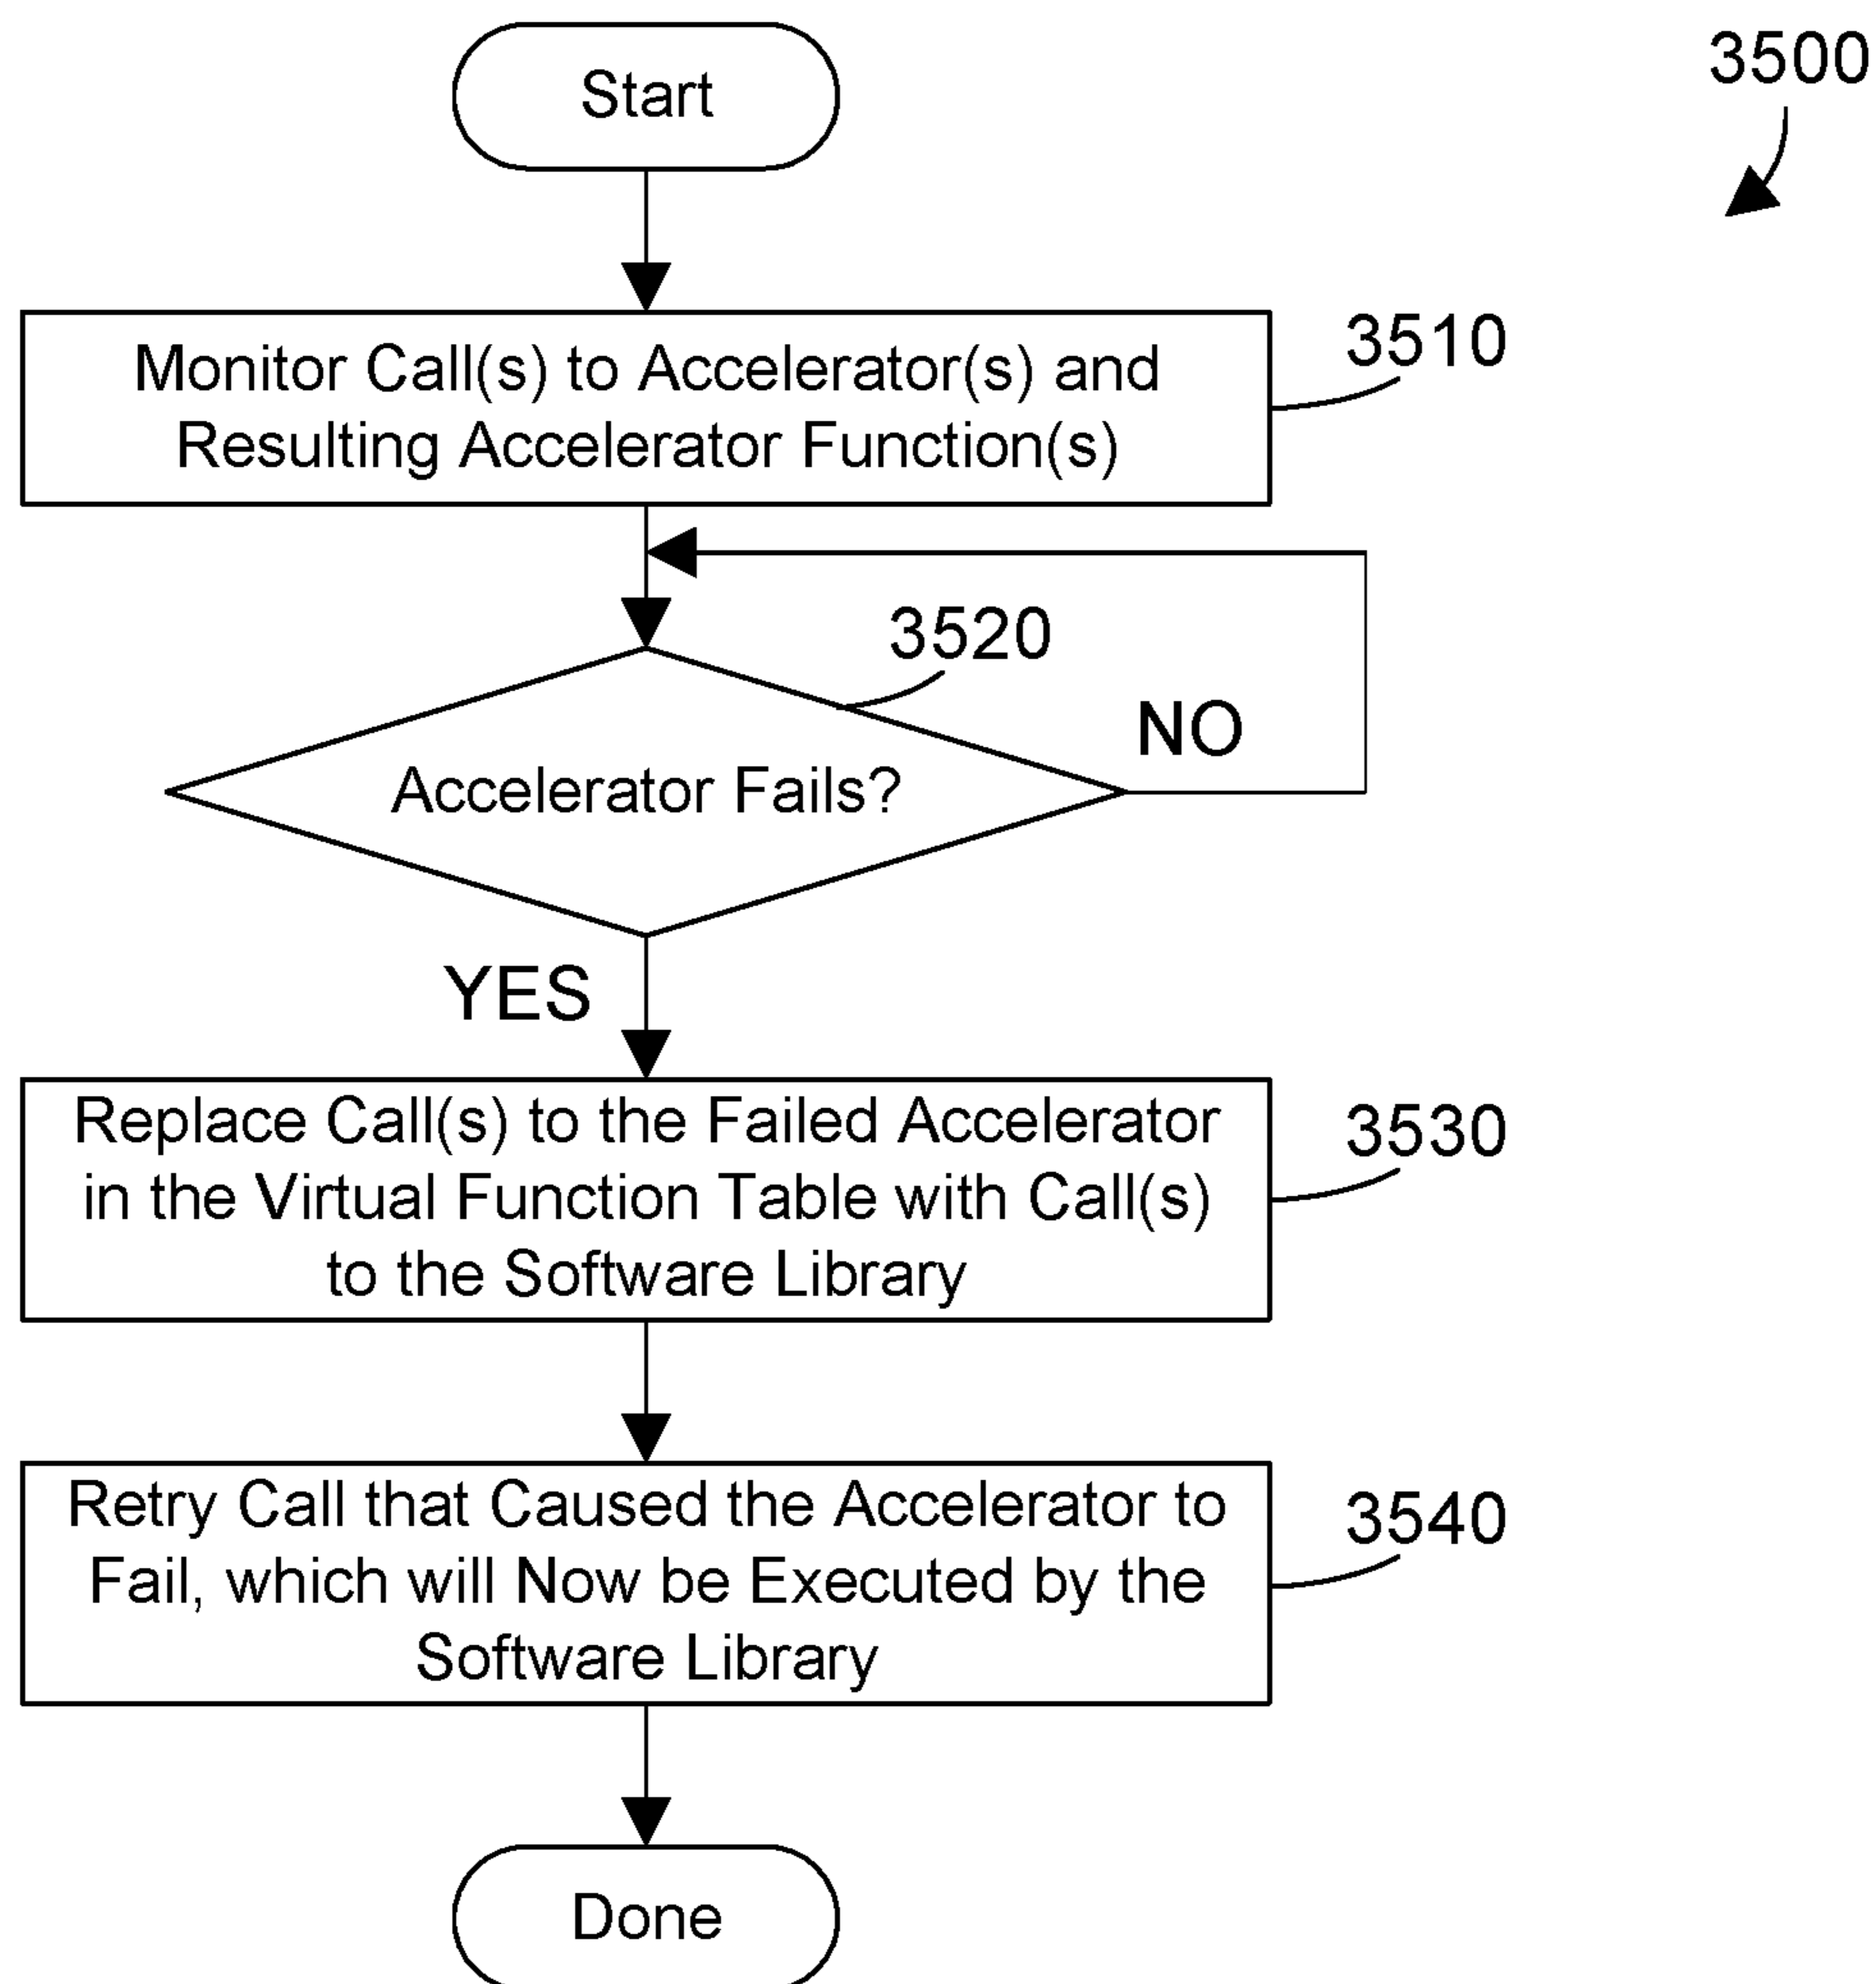 Start
3500
Monitor Call(s) to Accelerator(s) and
Resulting Accelerator Function(s)
3510
3520
Accelerator Fails?
NO
YES
Replace Call(s) to the Failed Accelerator
in the Virtual Function Table with Call(s)
to the Software Library
3530
Retry Call that Caused the Accelerator to
Fail, which will Now be Executed by the
Software Library
3540
Done